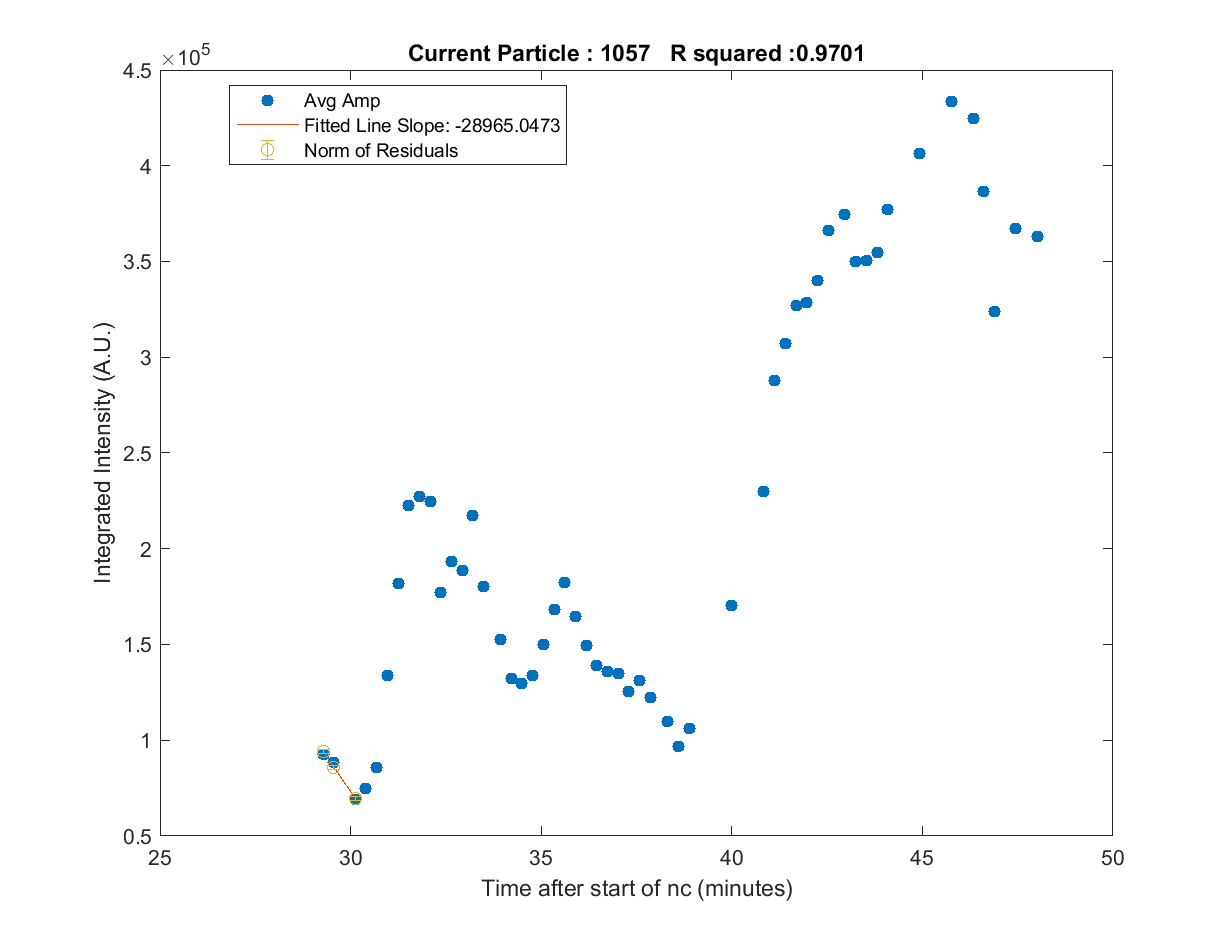 Current Particle : 1057   R squared :0.9701
×10^5
4.5
4
3.5
3
2.5
2
1.5
1
0.5
Avg Amp
Fitted Line Slope: -28965.0473
Norm of Residuals
Integrated Intensity (A.U.)
25 30 35 40 45 50
Time after start of nc (minutes)